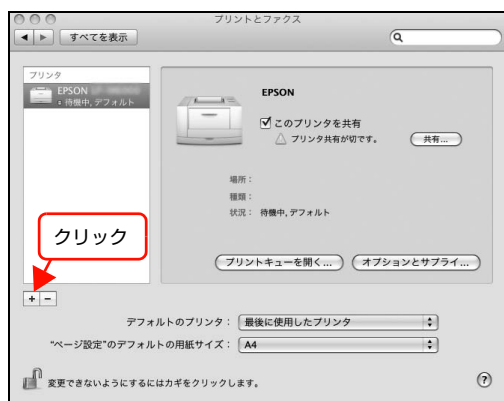 プリントとファクス
すべてを表示
プリンタ
EPSON
待機中, デフォルト
EPSON
このプリンタを共有
プリンタ共有が切です。
共有...
場所：
種類：
状況： 待機中, デフォルト
クリック
プリントキューを開く...
オプションとサプライ...
+ −
デフォルトのプリンタ： 最後に使用したプリンタ
"ページ設定"のデフォルトの用紙サイズ： A4
変更できないようにするにはカギをクリックします。
?